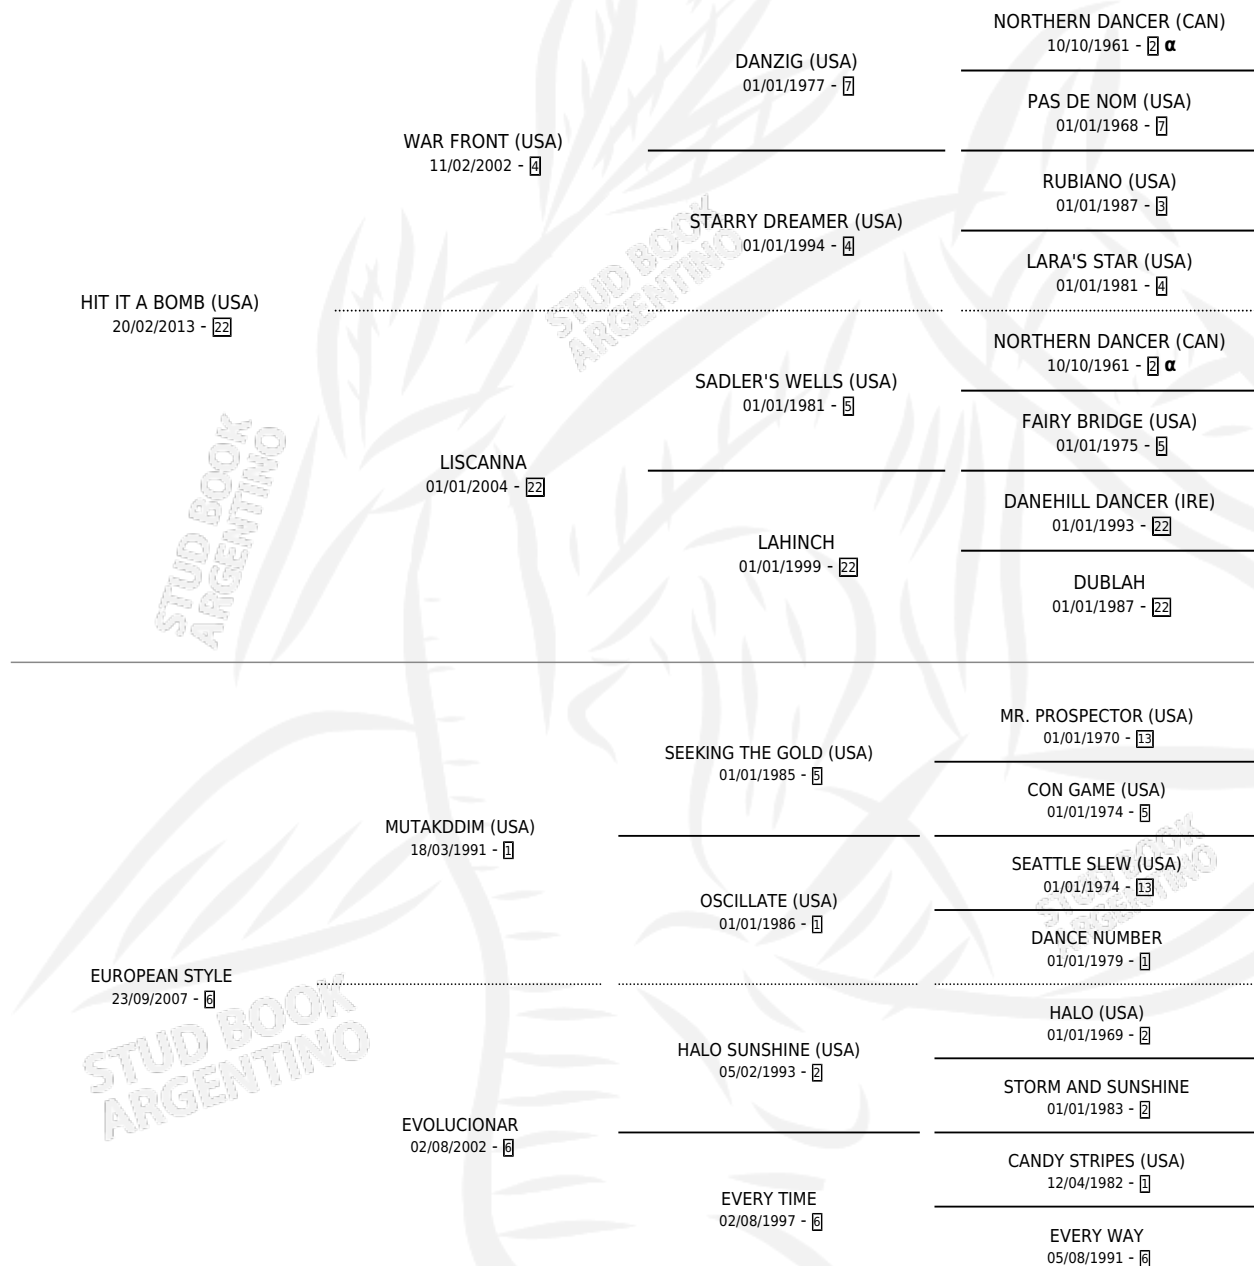 NORTHERN DANCER (CAN)
10/10/1961 - 2 α
DANZIG (USA)
01/01/1977 - 7
PAS DE NOM (USA)
01/01/1968 - 7
WAR FRONT (USA)
11/02/2002 - 4
RUBIANO (USA)
01/01/1987 - 3
STARRY DREAMER (USA)
01/01/1994 - 4
LARA'S STAR (USA)
01/01/1981 - 4
HIT IT A BOMB (USA)
20/02/2013 - 22
NORTHERN DANCER (CAN)
10/10/1961 - 2 α
SADLER'S WELLS (USA)
01/01/1981 - 5
FAIRY BRIDGE (USA)
01/01/1975 - 5
LISCANNA
01/01/2004 - 22
DANEHILL DANCER (IRE)
01/01/1993 - 22
LAHINCH
01/01/1999 - 22
DUBLAH
01/01/1987 - 22
MR. PROSPECTOR (USA)
01/01/1970 - 13
SEEKING THE GOLD (USA)
01/01/1985 - 5
CON GAME (USA)
01/01/1974 - 5
MUTAKDDIM (USA)
18/03/1991 - 1
SEATTLE SLEW (USA)
01/01/1974 - 13
OSCILLATE (USA)
01/01/1986 - 1
DANCE NUMBER
01/01/1979 - 1
EUROPEAN STYLE
23/09/2007 - 6
HALO (USA)
01/01/1969 - 2
HALO SUNSHINE (USA)
05/02/1993 - 2
STORM AND SUNSHINE
01/01/1983 - 2
EVOLUCIONAR
02/08/2002 - 6
CANDY STRIPES (USA)
12/04/1982 - 1
EVERY TIME
02/08/1997 - 6
EVERY WAY
05/08/1991 - 6
STUD BOOK
ARGENTINO
STUD BOOK
ARGENTINO
STUD BOOK
ARGENTINO
STUD BOOK
ARGENTINO